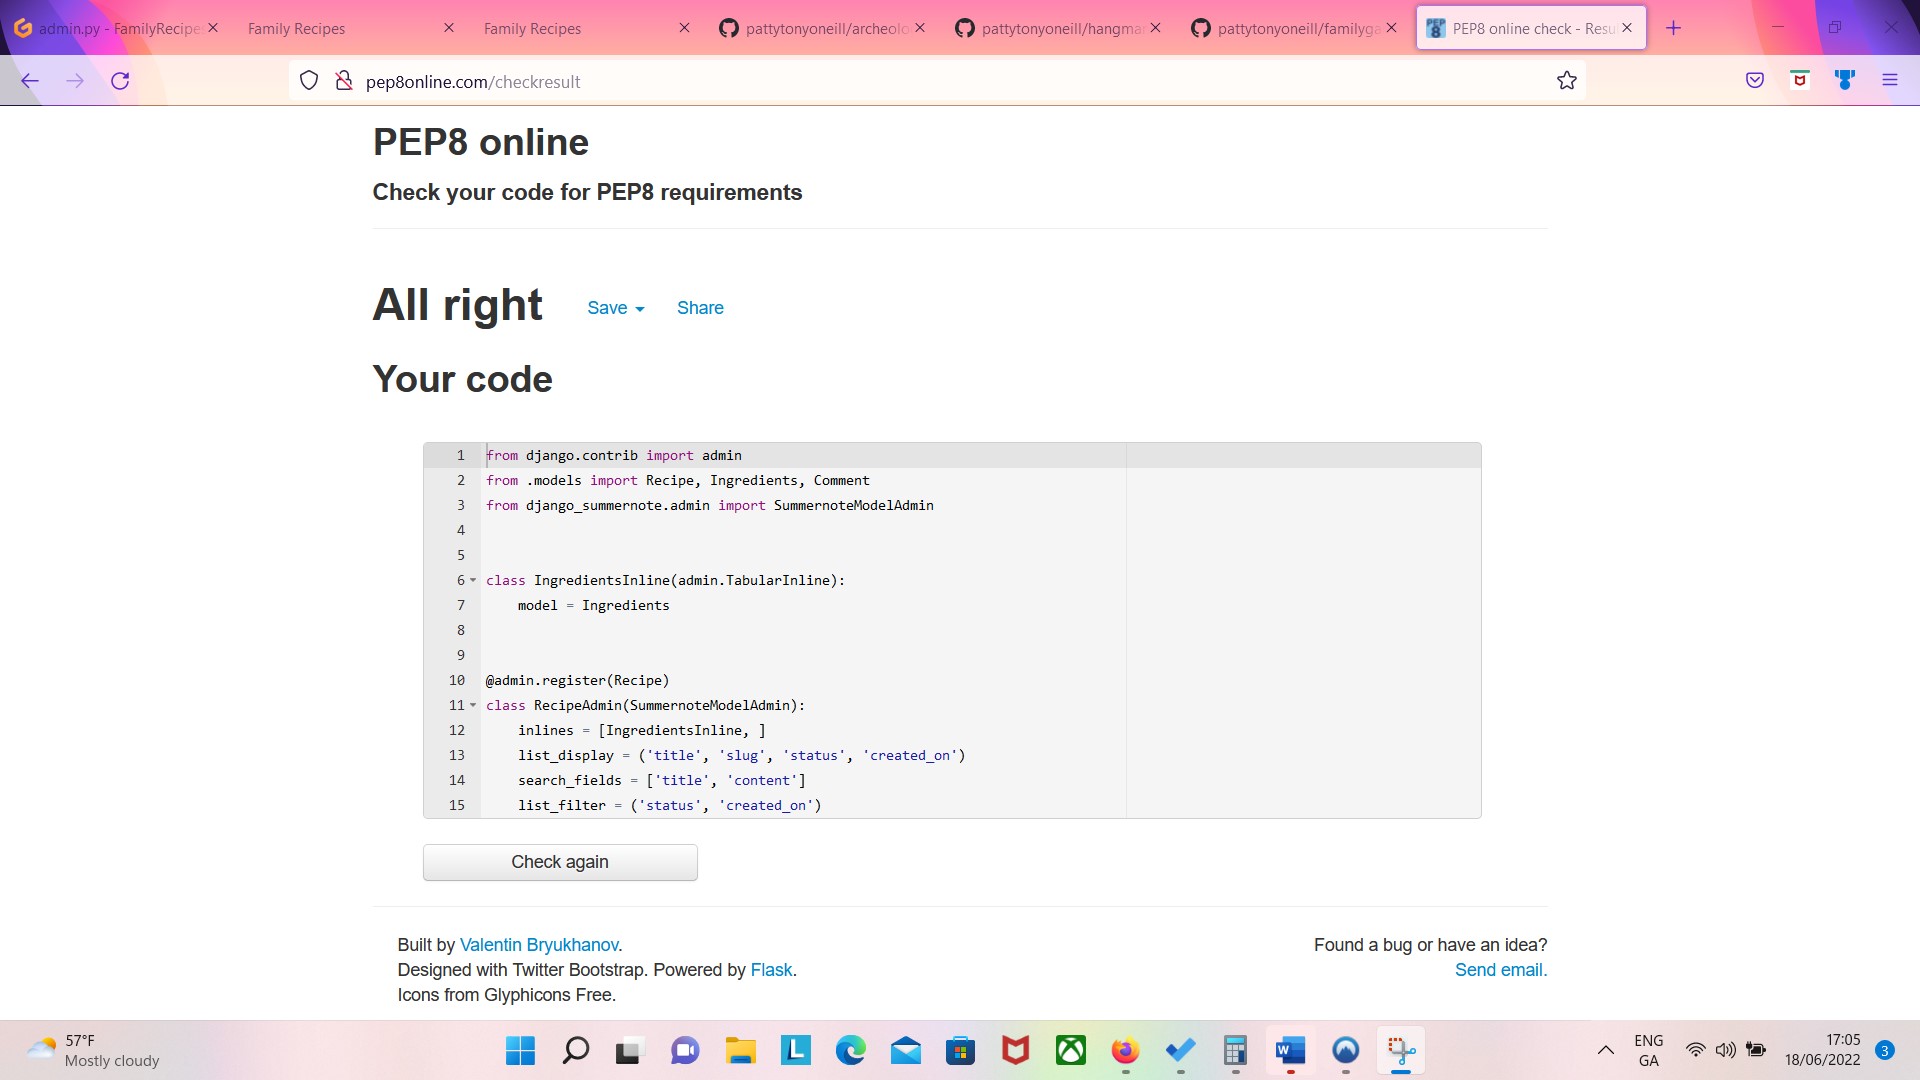 admin.py - FamilyRecipe
Family Recipes
Family Recipes
pattytonyoneill/archeolo
pattytonyoneill/hangma
pattytonyoneill/familyga
PEP8 online check - Resu
pep8online.com/checkresult
PEP8 online
Check your code for PEP8 requirements
All right
Save
Share
Your code
1 from django.contrib import admin
2 from .models import Recipe, Ingredients, Comment
3 from django_summernote.admin import SummernoteModelAdmin
4
5
6 class IngredientsInline(admin.TabularInline):
7     model = Ingredients
8
9
10 @admin.register(Recipe)
11 class RecipeAdmin(SummernoteModelAdmin):
12     inlines = [IngredientsInline, ]
13     list_display = ('title', 'slug', 'status', 'created_on')
14     search_fields = ['title', 'content']
15     list_filter = ('status', 'created_on')
Check again
Built by Valentin Bryukhanov.
Designed with Twitter Bootstrap. Powered by Flask.
Icons from Glyphicons Free.
Found a bug or have an idea?
Send email.
57°F
Mostly cloudy
ENG
GA
17:05
18/06/2022
3